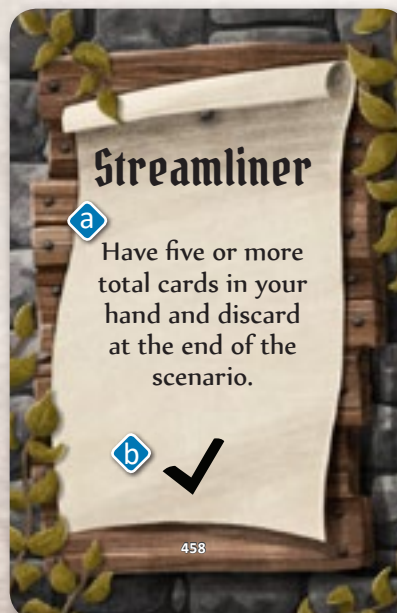 Streamliner
a
Have five or more
total cards in your
hand and discard
at the end of the
scenario.
b
458